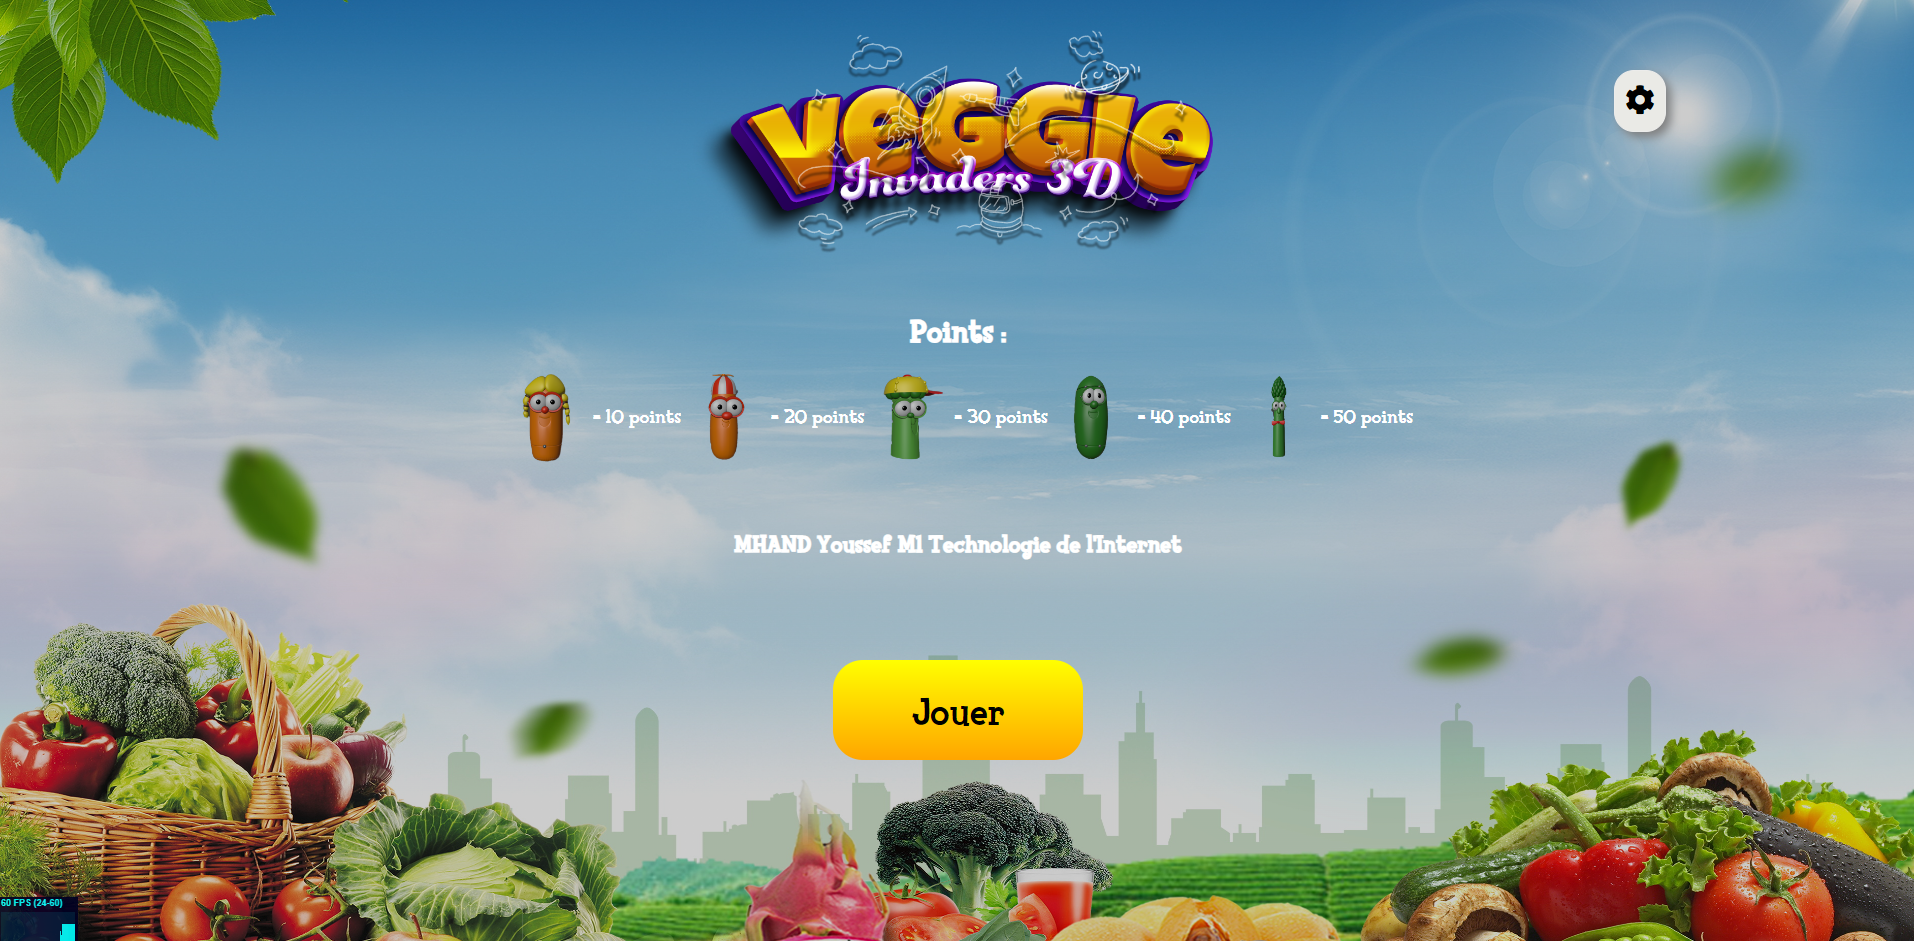 veggie
Invaders 3D
Points :
- 10 points
- 20 points
- 30 points
- 40 points
- 50 points
MHAND Youssef M1 Technologie de l'Internet
Jouer
60 FPS (24-60)